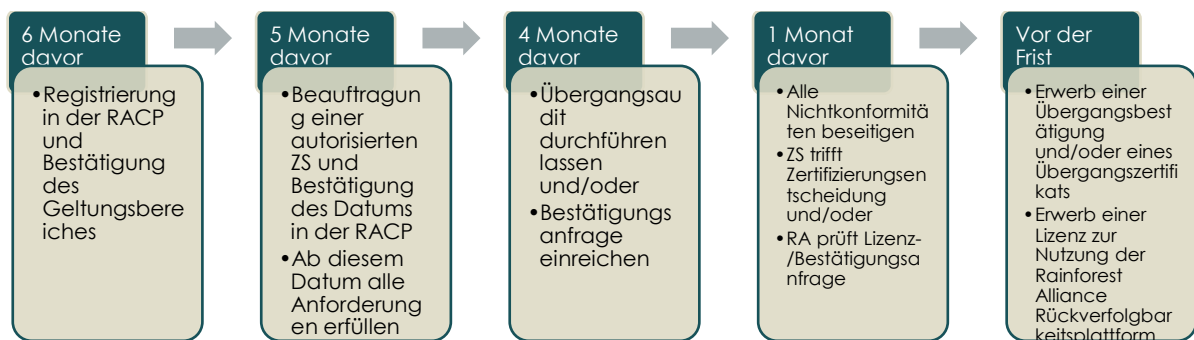 6 Monate
davor
•Registrierung
in der RACP
und
Bestätigung
des
Geltungsbere
iches
5 Monate
davor
•Beauftragun
g einer
autorisierten
ZS und
Bestätigung
des Datums
in der RACP
•Ab diesem
Datum alle
Anforderung
en erfüllen
4 Monate
davor
•Übergangsau
dit
durchführen
lassen
und/oder
•Bestätigungs
anfrage
einreichen
1 Monat
davor
•Alle
Nichtkonformitä
ten beseitigen
•ZS trifft
Zertifizierungsen
tscheidung
und/oder
•RA prüft Lizenz-
/Bestätigungsa
nfrage
Vor der
Frist
•Erwerb einer
Übergangsbest
ätigung
und/oder eines
Übergangszertifi
kats
•Erwerb einer
Lizenz zur
Nutzung der
Rainforest
Alliance
Rückverfolgbar
keitsplattform